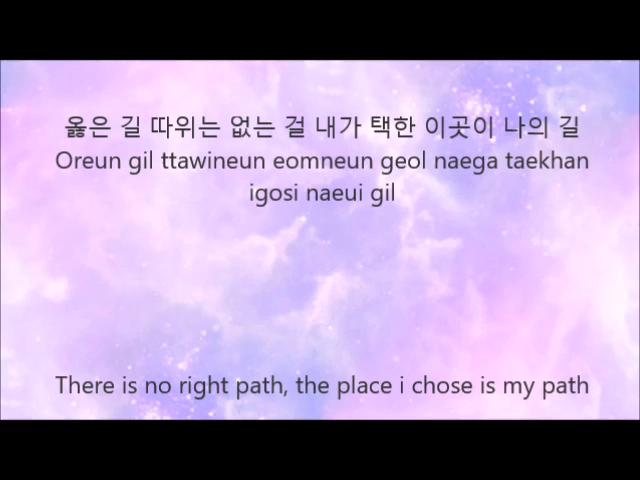 옳은 길 따위는 없는 걸 내가 택한 이곳이 나의 길
Oreun gil ttawineun eomneun geol naega taekhan
igosi naeui gil
There is no right path, the place i chose is my path